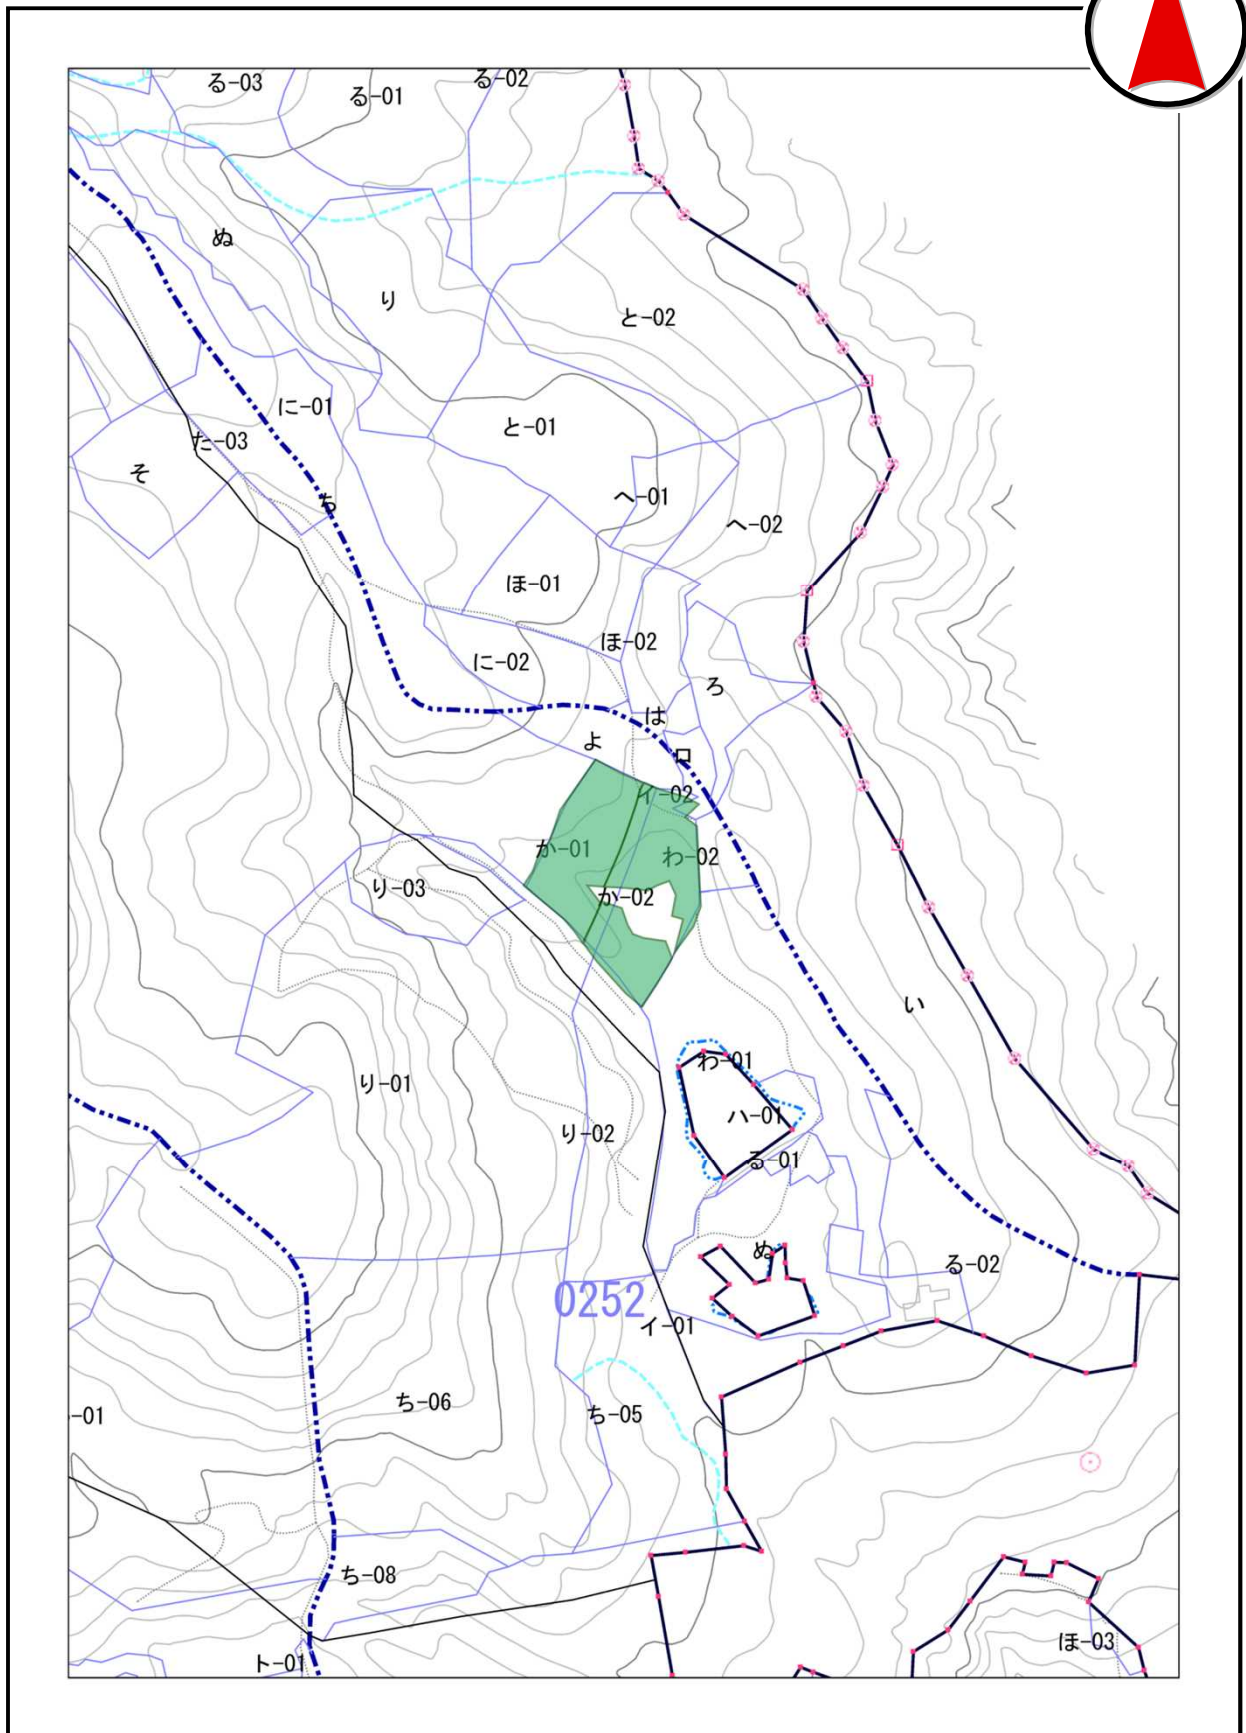 る-03
る-01
る-02
ぬ
り
と-02
に-01
と-01
た-03
そ
へ-01
ち
へ-02
ほ-01
ほ-02
に-02
ろ
は
よ
ロ
イ-02
か-01
わ-02
り-03
か-02
い
わ-01
り-01
ハ-01
り-02
る-01
ぬ
る-02
0252
イ-01
ち-06
-01
ち-05
ち-08
ほ-03
ト-01